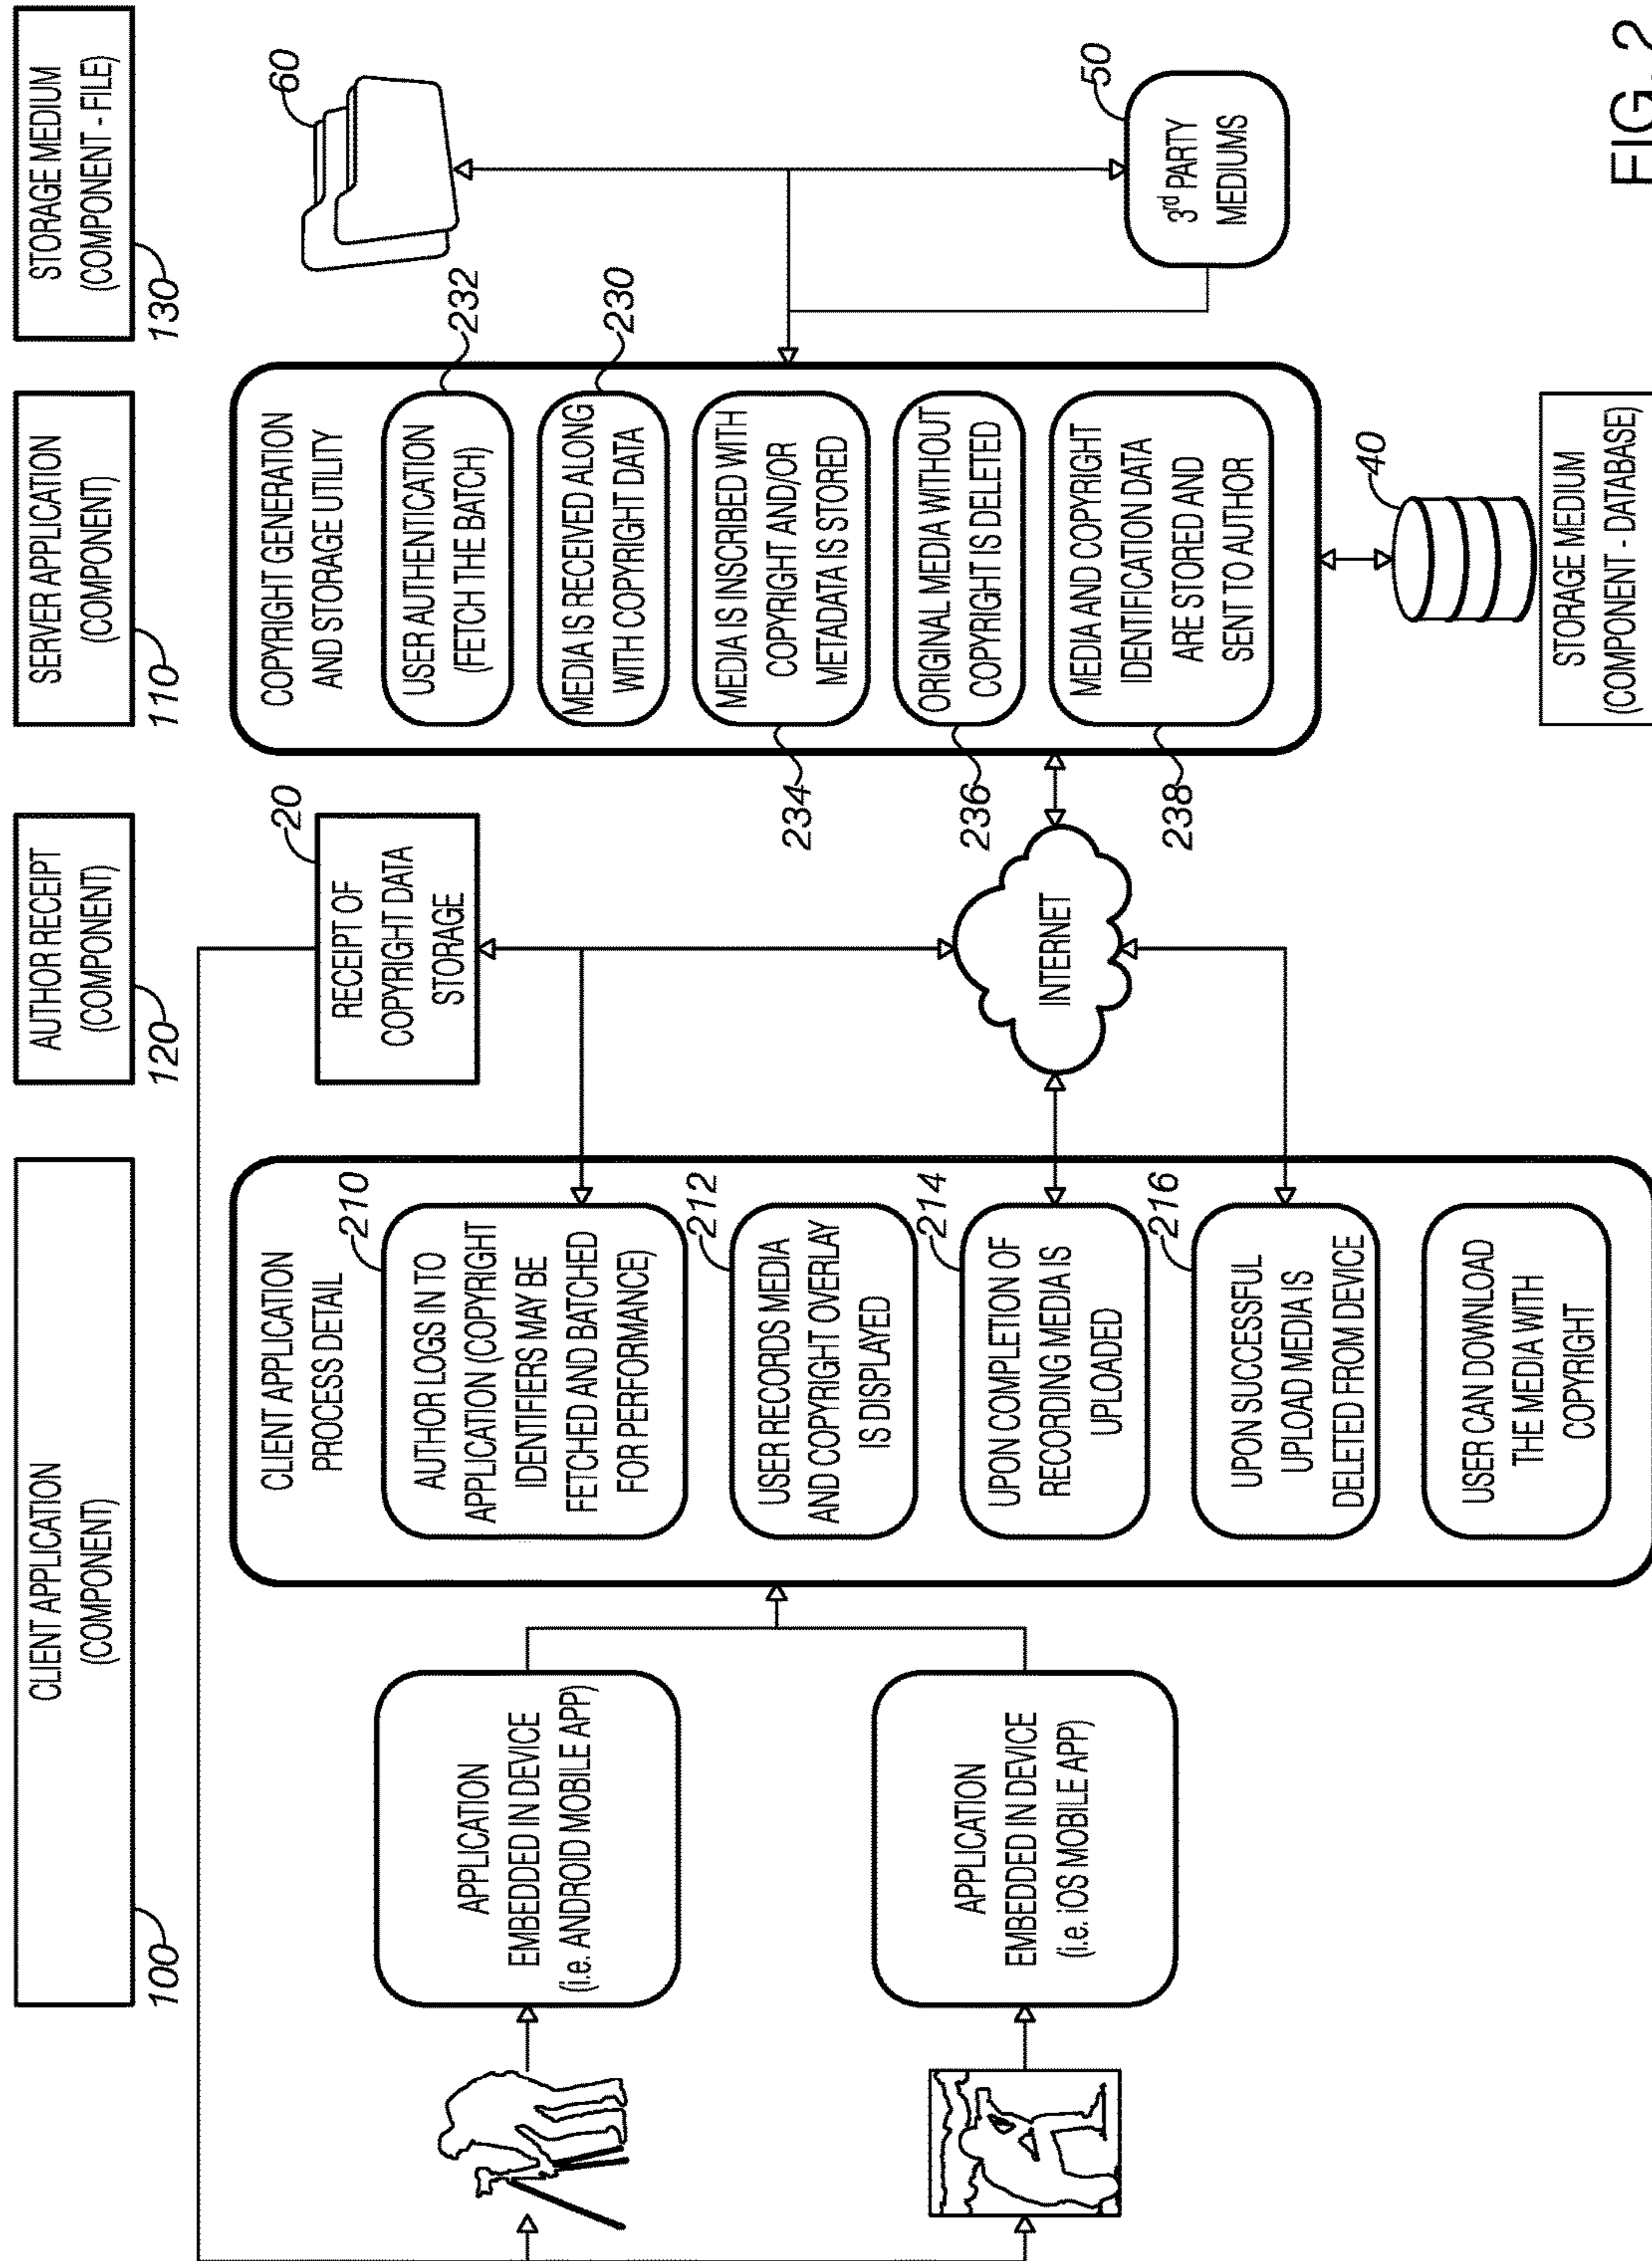 CLIENT APPLICATION
(COMPONENT)
100
AUTHOR RECEIPT
(COMPONENT)
120
SERVER APPLICATION
(COMPONENT)
110
STORAGE MEDIUM
(COMPONENT - FILE)
130
APPLICATION
EMBEDDED IN DEVICE
(i.e. ANDROID MOBILE APP)
APPLICATION
EMBEDDED IN DEVICE
(i.e. iOS MOBILE APP)
CLIENT APPLICATION
PROCESS DETAIL
210
AUTHOR LOGS IN TO
APPLICATION (COPYRIGHT
IDENTIFIERS MAY BE
FETCHED AND BATCHED
FOR PERFORMANCE)
212
USER RECORDS MEDIA
AND COPYRIGHT OVERLAY
IS DISPLAYED
214
UPON COMPLETION OF
RECORDING MEDIA IS
UPLOADED
216
UPON SUCCESSFUL
UPLOAD MEDIA IS
DELETED FROM DEVICE
USER CAN DOWNLOAD
THE MEDIA WITH
COPYRIGHT
20
RECEIPT OF
COPYRIGHT DATA
STORAGE
INTERNET
COPYRIGHT GENERATION
AND STORAGE UTILITY
USER AUTHENTICATION
(FETCH THE BATCH)
232
MEDIA IS RECEIVED ALONG
WITH COPYRIGHT DATA
230
MEDIA IS INSCRIBED WITH
COPYRIGHT AND/OR
METADATA IS STORED
234
ORIGINAL MEDIA WITHOUT
COPYRIGHT IS DELETED
236
MEDIA AND COPYRIGHT
IDENTIFICATION DATA
ARE STORED AND
SENT TO AUTHOR
238
40
STORAGE MEDIUM
(COMPONENT - DATABASE)
60
50
3rd PARTY
MEDIUMS
FIG. 2